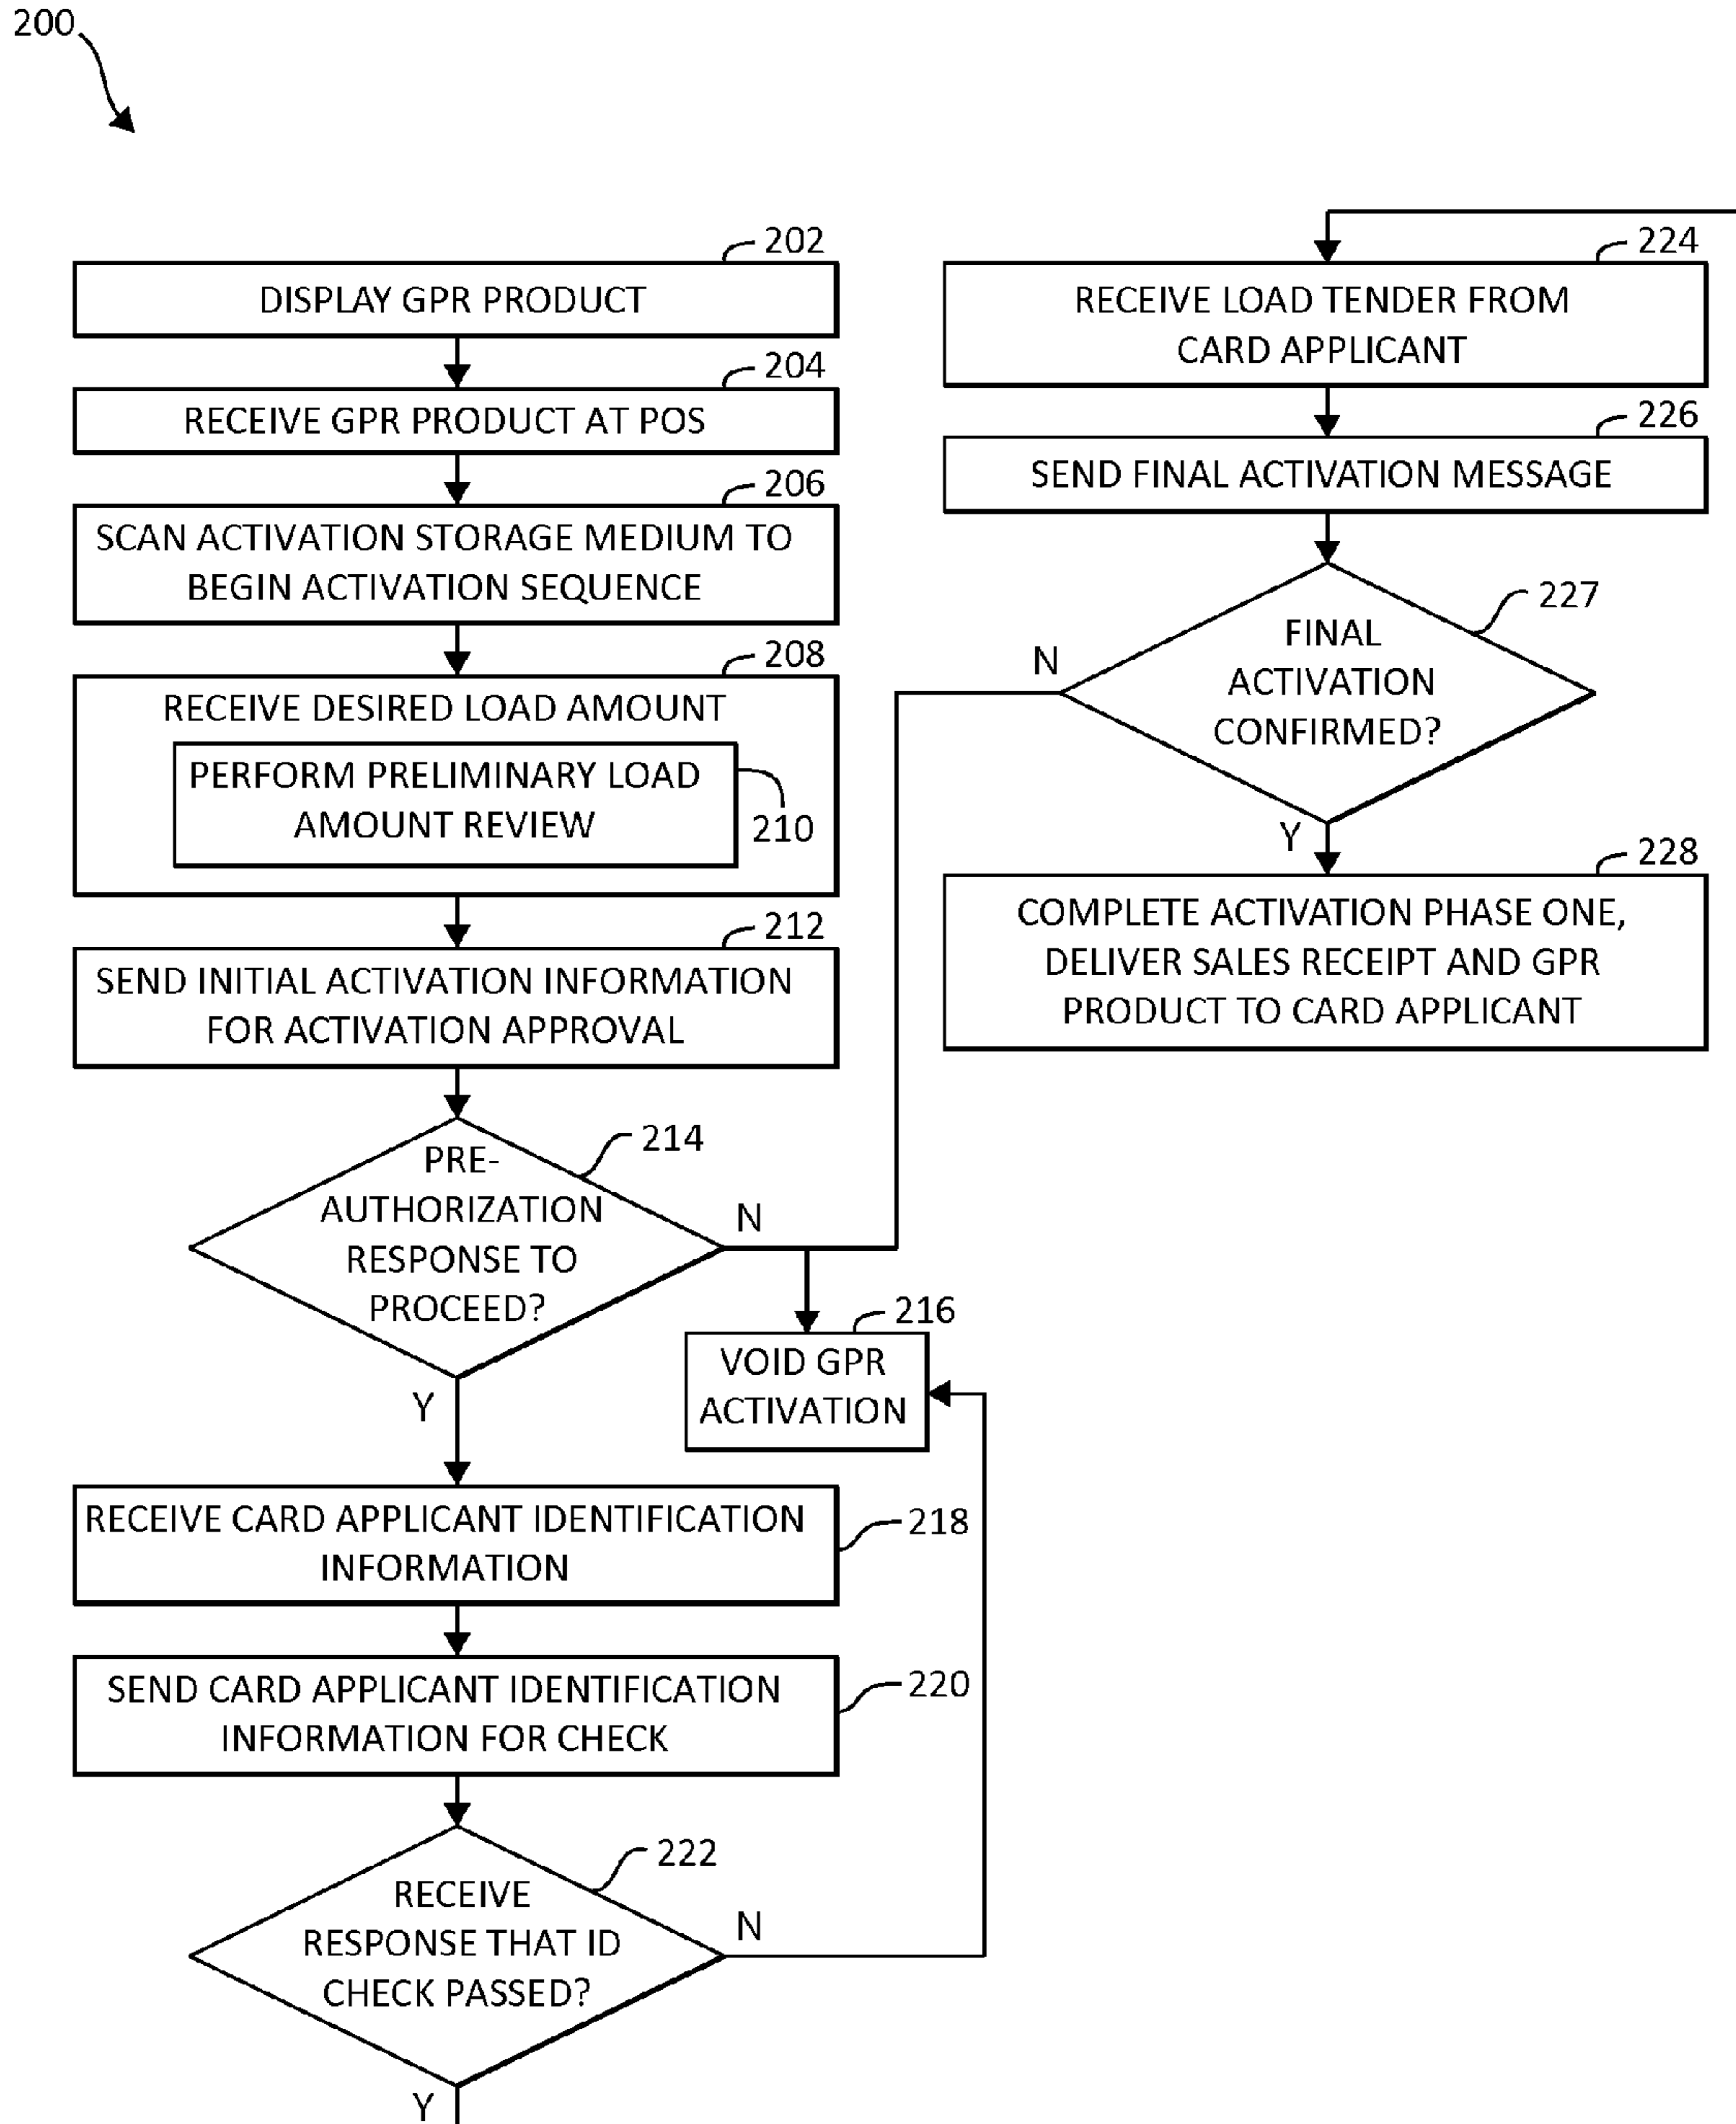 200
202
DISPLAY GPR PRODUCT
204
RECEIVE GPR PRODUCT AT POS
206
SCAN ACTIVATION STORAGE MEDIUM TO
BEGIN ACTIVATION SEQUENCE
208
RECEIVE DESIRED LOAD AMOUNT
PERFORM PRELIMINARY LOAD
AMOUNT REVIEW
210
212
SEND INITIAL ACTIVATION INFORMATION
FOR ACTIVATION APPROVAL
214
PRE-
AUTHORIZATION
RESPONSE TO
PROCEED?
N
Y
216
VOID GPR
ACTIVATION
RECEIVE CARD APPLICANT IDENTIFICATION
INFORMATION
218
SEND CARD APPLICANT IDENTIFICATION
INFORMATION FOR CHECK
220
222
RECEIVE
RESPONSE THAT ID
CHECK PASSED?
N
Y
224
RECEIVE LOAD TENDER FROM
CARD APPLICANT
226
SEND FINAL ACTIVATION MESSAGE
227
FINAL
ACTIVATION
CONFIRMED?
N
Y
228
COMPLETE ACTIVATION PHASE ONE,
DELIVER SALES RECEIPT AND GPR
PRODUCT TO CARD APPLICANT